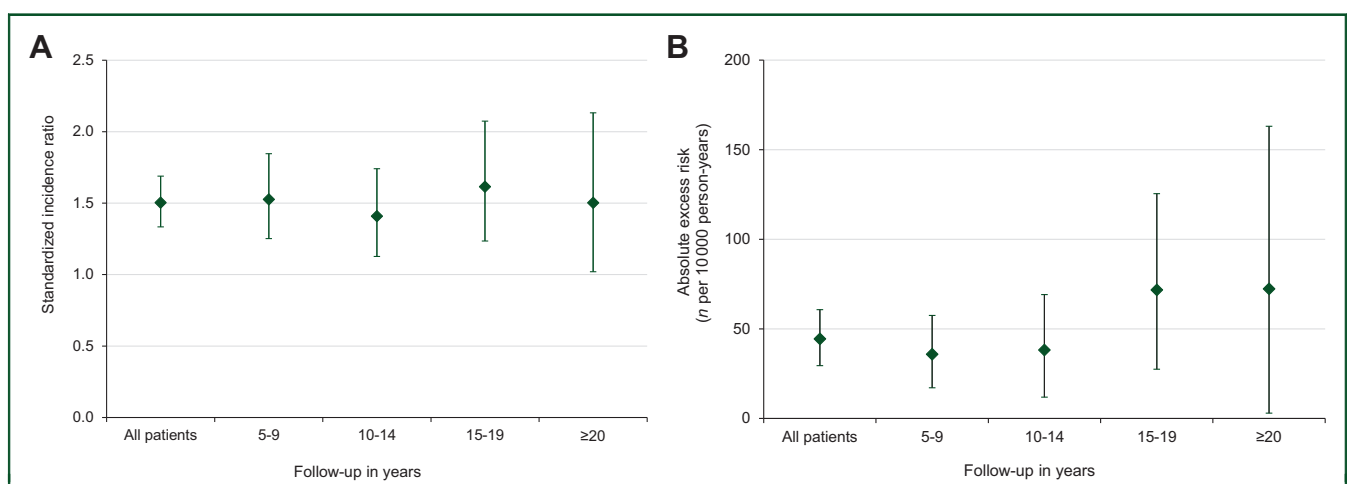 A
2.5
2.0
1.5
1.0
0.5
0.0
Standardized incidence ratio
All patients 5-9 10-14 15-19 ≥20
Follow-up in years
B
200
150
100
50
0
Absolute excess risk
(n per 10 000 person-years)
All patients 5-9 10-14 15-19 ≥20
Follow-up in years